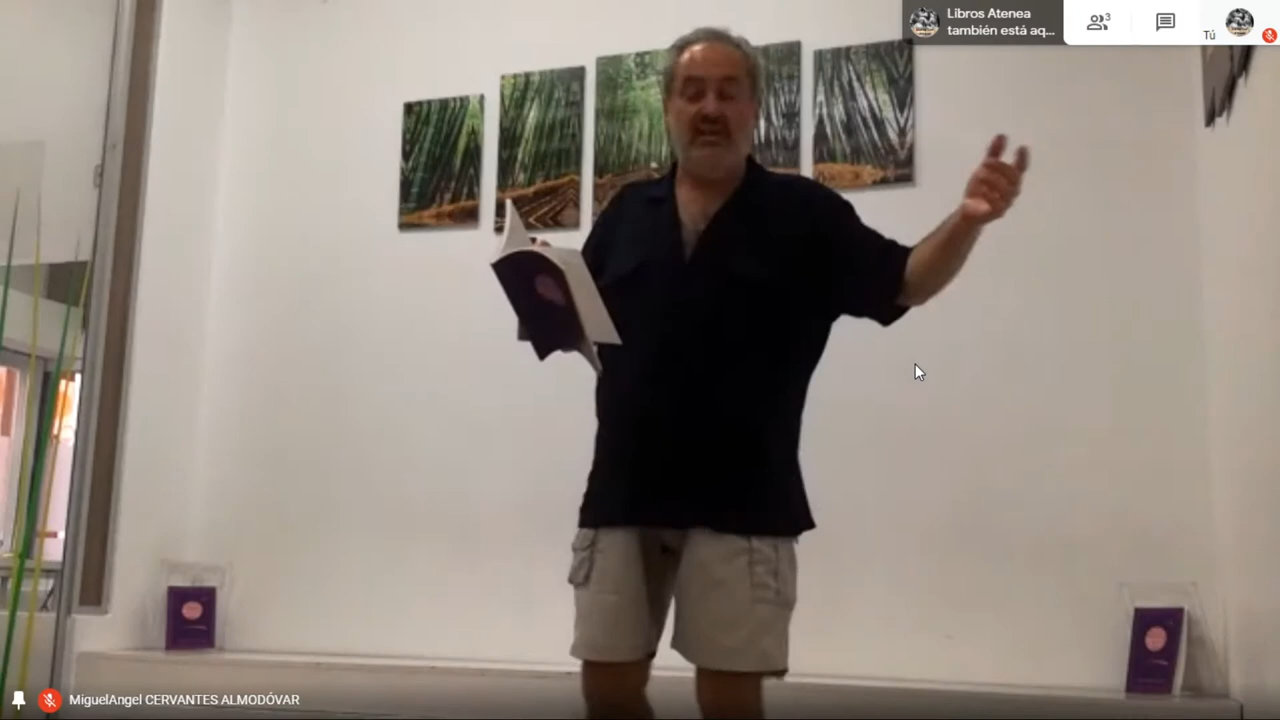 Libros Atenea
también está aq...
3
Tú
MiguelAngel CERVANTES ALMODÓVAR